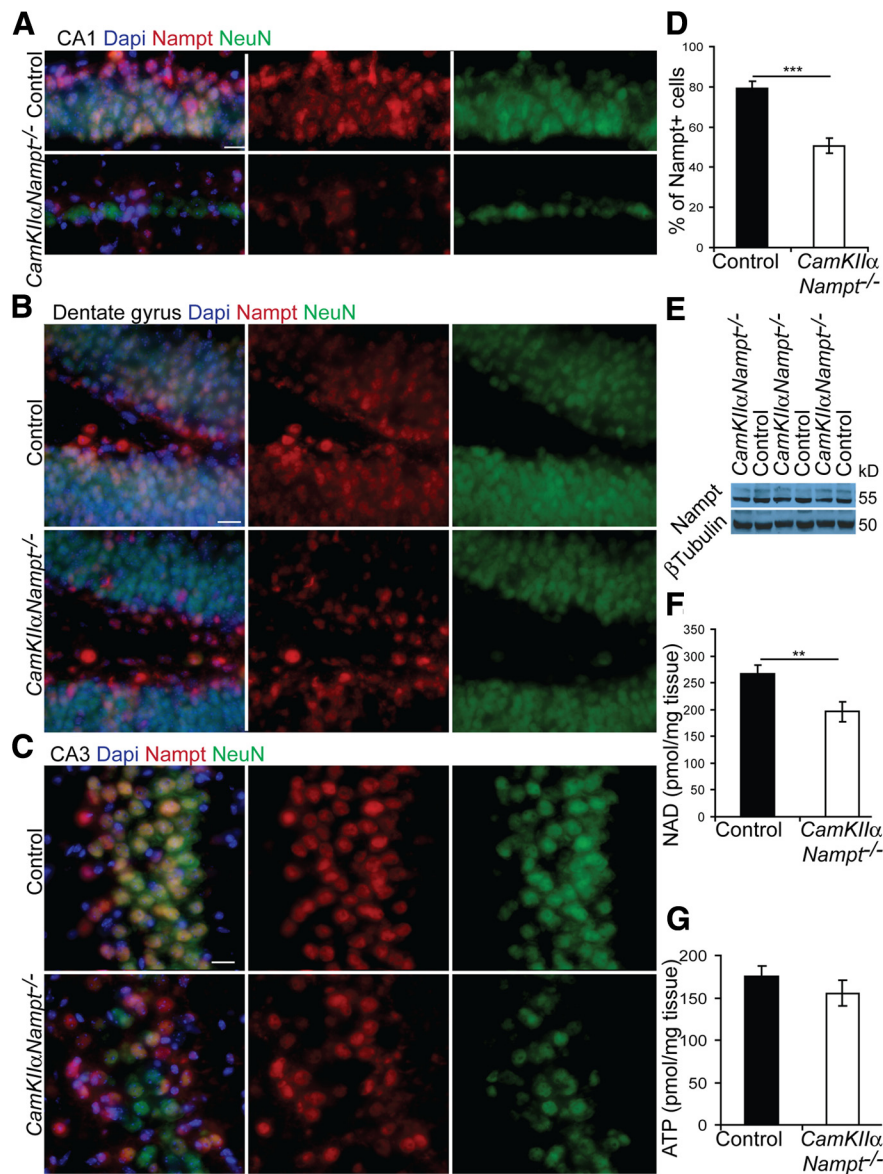 A
CA1 Dapi Nampt NeuN
Control
CamKIIαNampt-/-
B
Dentate gyrus Dapi Nampt NeuN
Control
CamKIIαNampt-/-
C
CA3 Dapi Nampt NeuN
Control
CamKIIαNampt-/-
D
% of Nampt+ cells
100
80
60
40
20
0
***
Control
CamKIIα
Nampt-/-
E
CamKIIαNampt-/-
Control
CamKIIαNampt-/-
Control
CamKIIαNampt-/-
Control
kD
Nampt
55
βTubulin
50
F
NAD (pmol/mg tissue)
350
300
250
200
150
100
50
0
**
Control
CamKIIα
Nampt-/-
G
ATP (pmol/mg tissue)
200
150
100
50
0
Control
CamKIIα
Nampt-/-